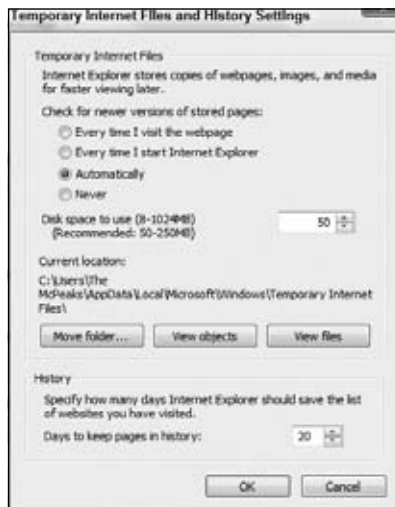 Temporary Internet Files and History Settings
Temporary Internet Files
Internet Explorer stores copies of webpages, images, and media
for faster viewing later.
Check for newer versions of stored pages:
Every time I visit the webpage
Every time I start Internet Explorer
Automatically
Never
Disk space to use (8-1024MB)
50
(Recommended: 50-250MB)
Current location:
C:\Users\The
McPeaks\AppData\Local\Microsoft\Windows\Temporary Internet
Files\
Move folder... View objects View files
History
Specify how many days Internet Explorer should save the list
of websites you have visited.
Days to keep pages in history: 20
OK Cancel